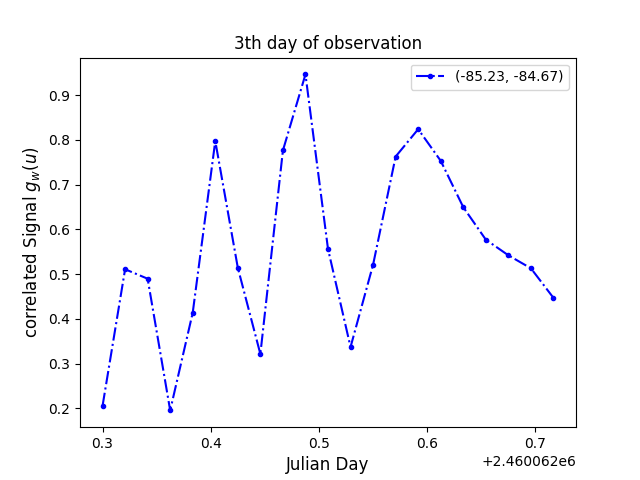 3th day of observation
(-85.23, -84.67)
correlated Signal g_w(u)
0.9
0.8
0.7
0.6
0.5
0.4
0.3
0.2
0.3 0.4 0.5 0.6 0.7
+2.460062e6
Julian Day